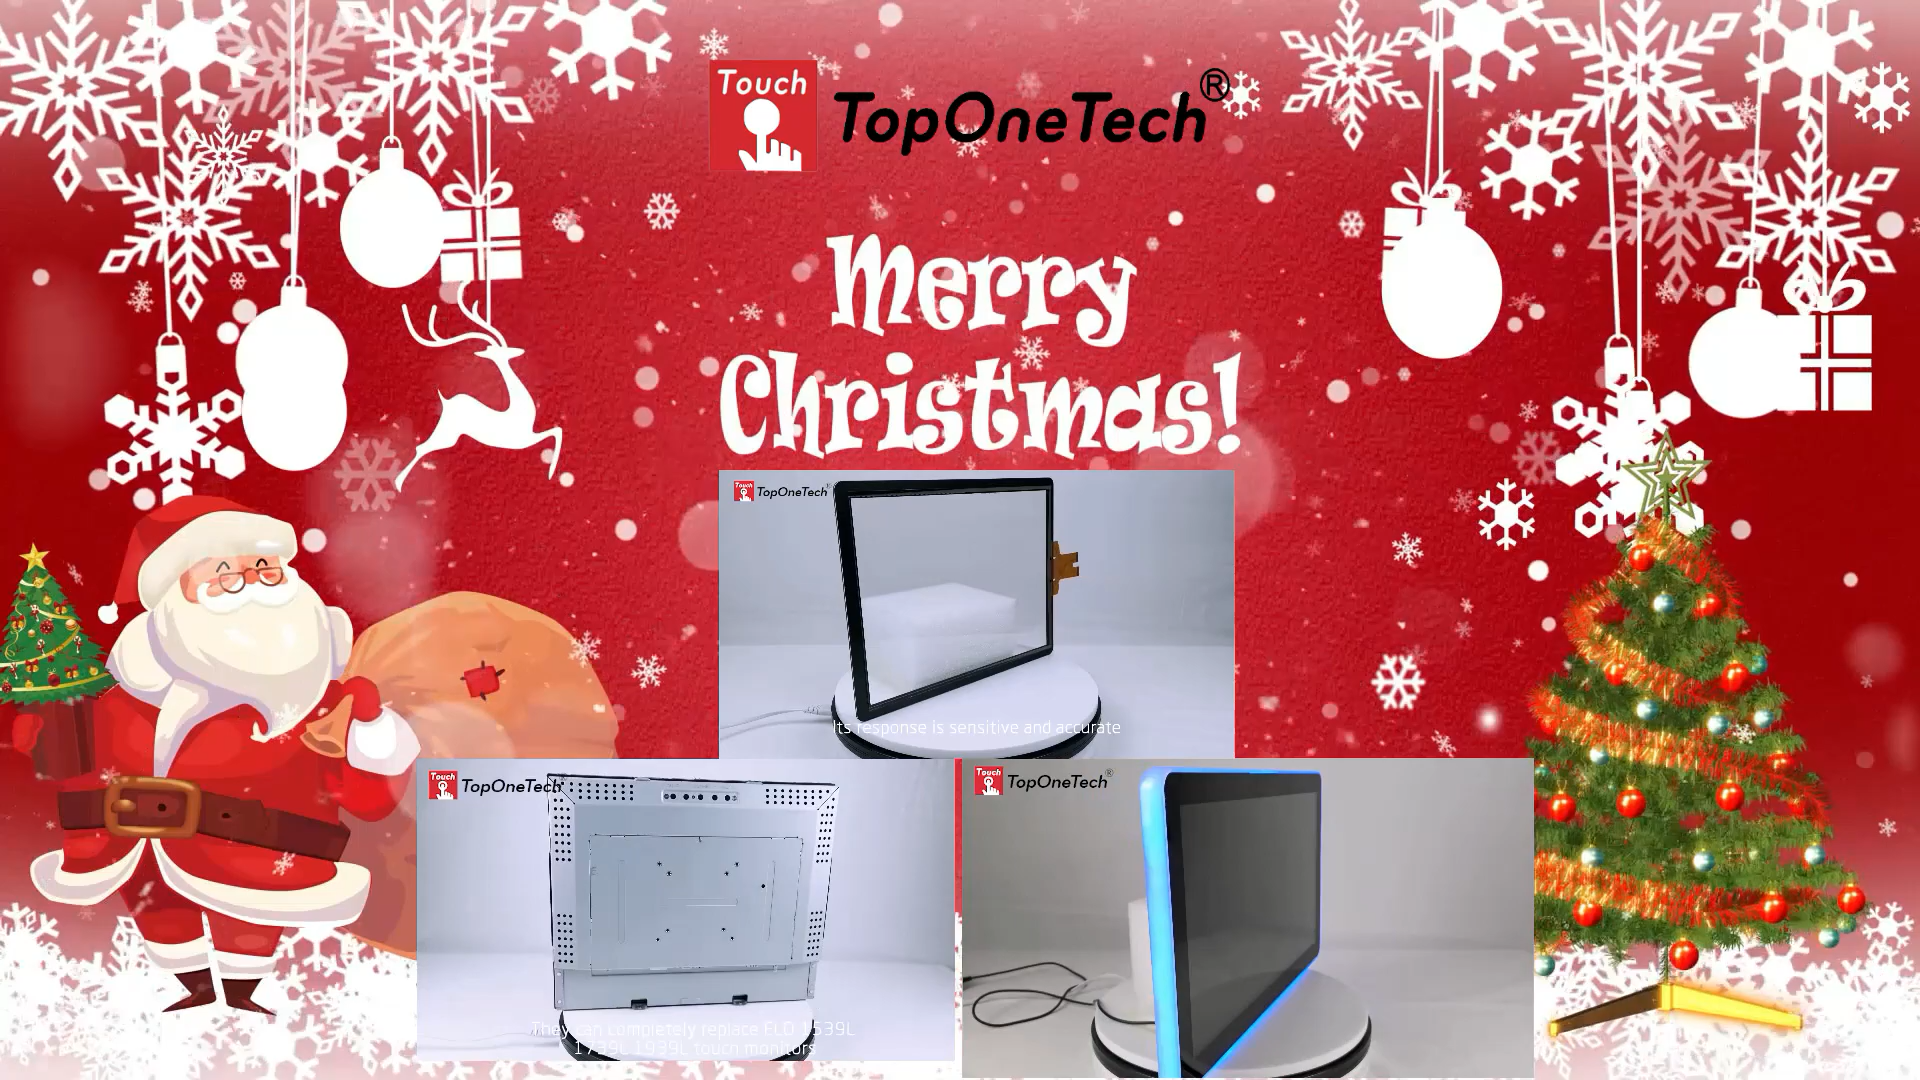 Touch
TopOneTech®
Merry
Christmas!
Touch
TopOneTech®
Its response is sensitive and accurate
Touch
TopOneTech
They can completely replace ELO 1539L
1739L 1939L touch monitors
Touch
TopOneTech®